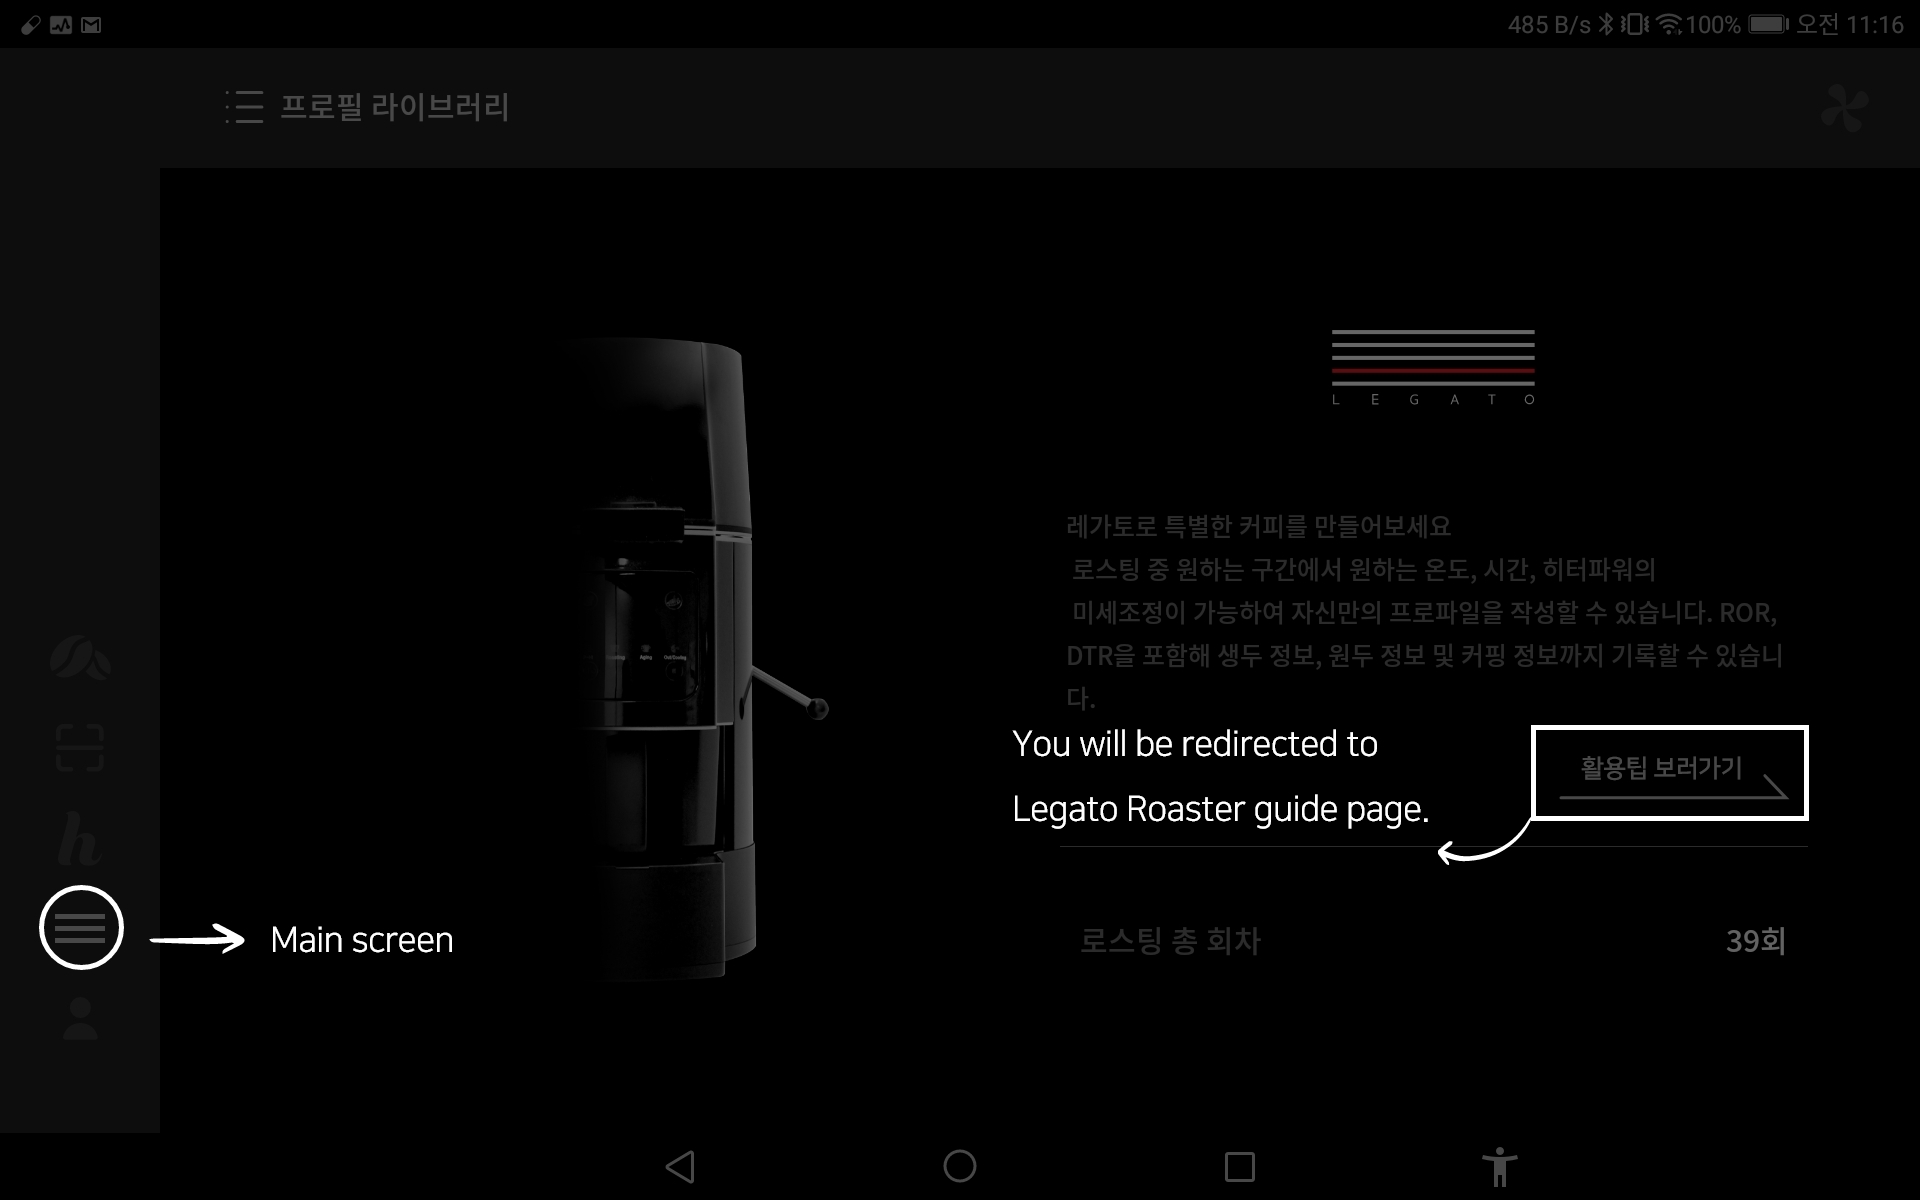 485 B/s 100% 오전 11:16
프로필 라이브러리
LEGATO
레가토로 특별한 커피를 만들어보세요
로스팅 중 원하는 구간에서 원하는 온도, 시간, 히터파워의
미세조정이 가능하여 자신만의 프로파일을 작성할 수 있습니다. ROR,
DTR을 포함해 생두 정보, 원두 정보 및 커핑 정보까지 기록할 수 있습니
다.
You will be redirected to
Legato Roaster guide page.
활용팁 보러가기
h
Main screen
로스팅 총 회차 39회